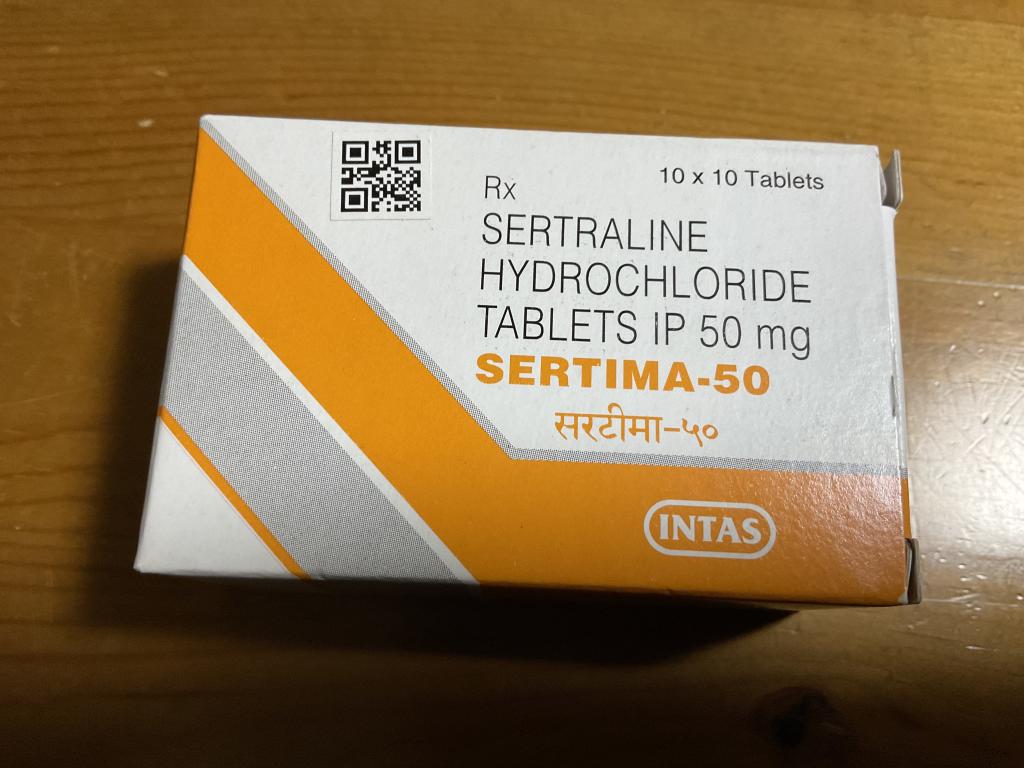 10 x 10 Tablets
Rx
SERTRALINE
HYDROCHLORIDE
TABLETS IP 50 mg
SERTIMA-50
सरटीमा-५०
INTAS